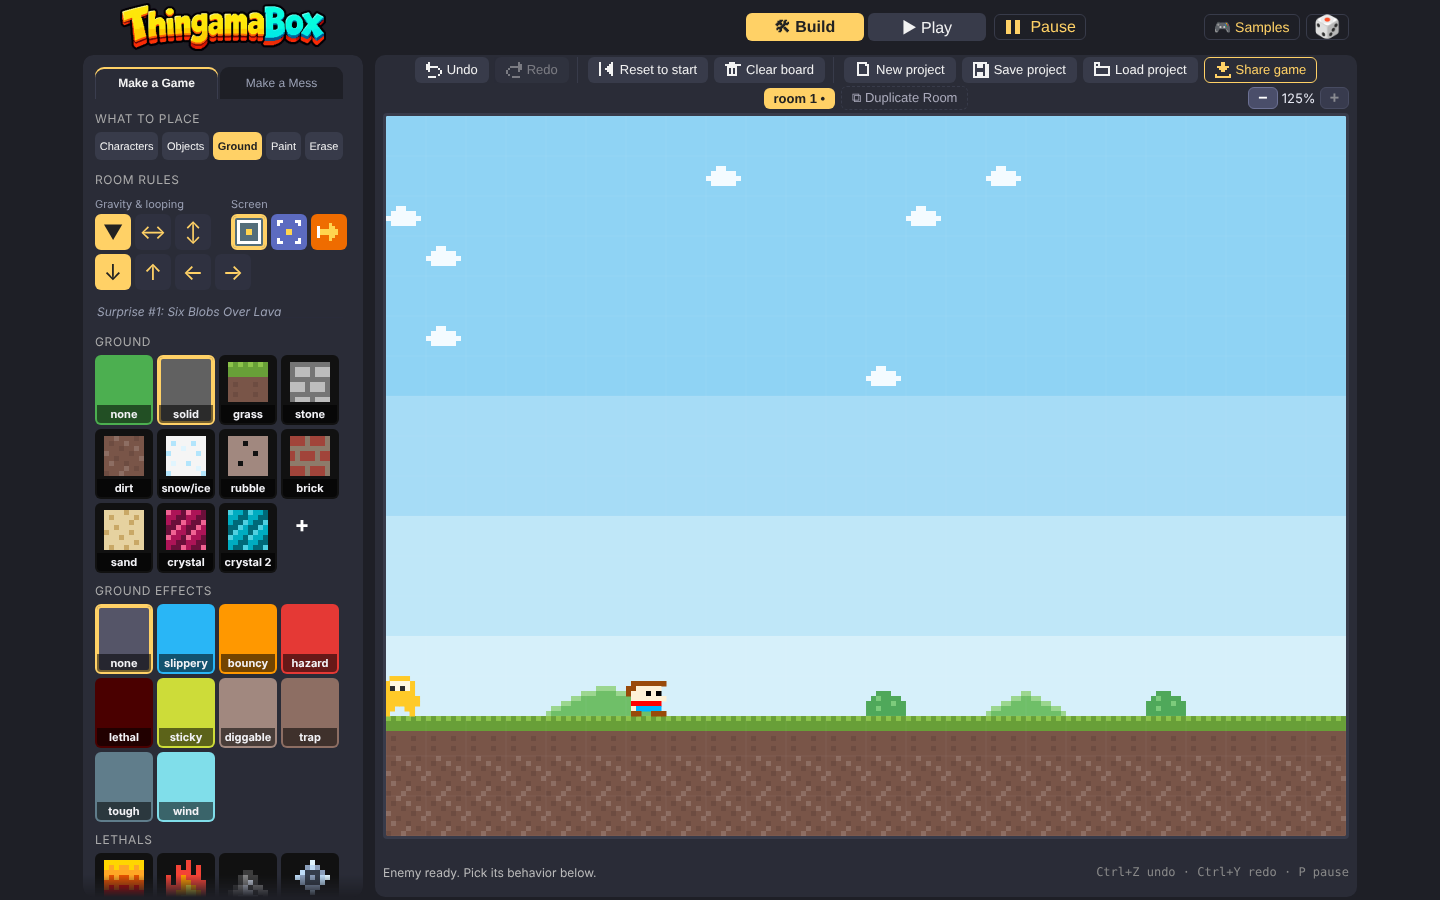 ThingamaBox
Build
Play
Pause
Samples
Make a Game
Make a Mess
Undo
Redo
Reset to start
Clear board
New project
Save project
Load project
Share game
room 1 •
Duplicate Room
− 125% +
WHAT TO PLACE
Characters
Objects
Ground
Paint
Erase
ROOM RULES
Gravity & looping
Screen
Surprise #1: Six Blobs Over Lava
GROUND
none
solid
grass
stone
dirt
snow/ice
rubble
brick
sand
crystal
crystal 2
+
GROUND EFFECTS
none
slippery
bouncy
hazard
lethal
sticky
diggable
trap
tough
wind
LETHALS
Enemy ready. Pick its behavior below.
Ctrl+Z undo · Ctrl+Y redo · P pause